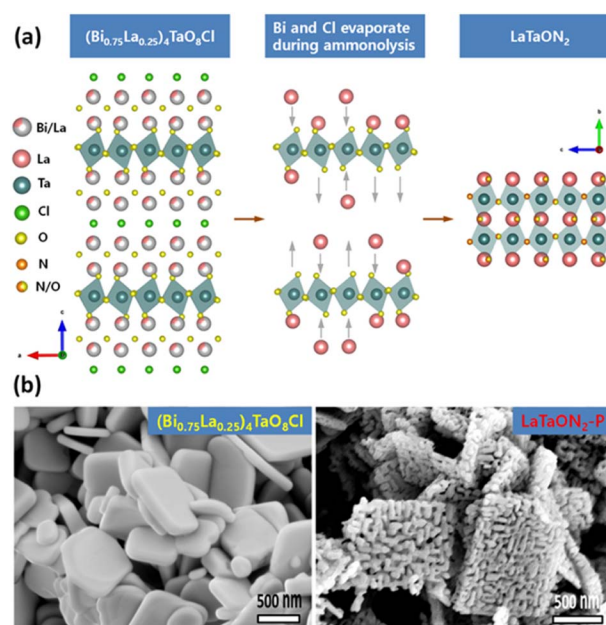 (a)
(Bi0.75La0.25)4TaO8Cl
Bi and Cl evaporate
during ammonolysis
LaTaON2
Bi/La
La
Ta
Cl
O
N
N/O
c
a
b
b
c
(b)
(Bi0.75La0.25)4TaO8Cl
500 nm
LaTaON2-P
500 nm